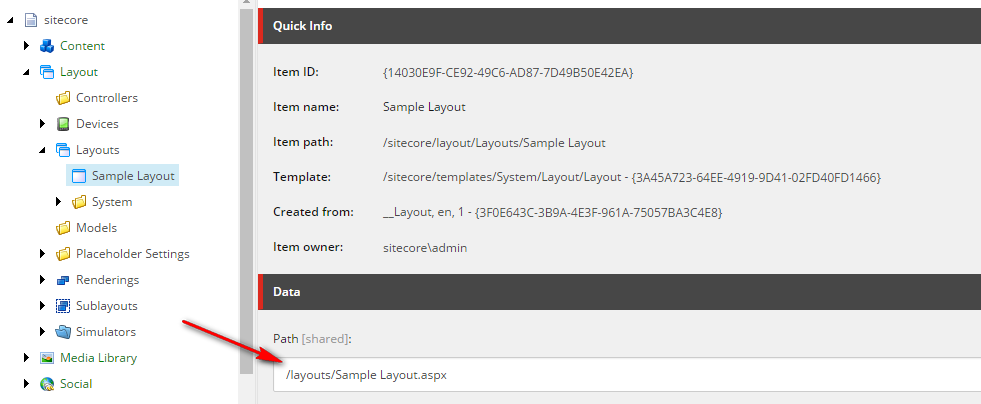 sitecore
Content
Layout
Controllers
Devices
Layouts
Sample Layout
System
Models
Placeholder Settings
Renderings
Sublayouts
Simulators
Media Library
Social
Quick Info
Item ID: {14030E9F-CE92-49C6-AD87-7D49B50E42EA}
Item name: Sample Layout
Item path: /sitecore/layout/Layouts/Sample Layout
Template: /sitecore/templates/System/Layout/Layout - {3A45A723-64EE-4919-9D41-02FD40FD1466}
Created from: __Layout, en, 1 - {3F0E643C-3B9A-4E3F-961A-75057BA3C4E8}
Item owner: sitecore\admin
Data
Path [shared]:
/layouts/Sample Layout.aspx